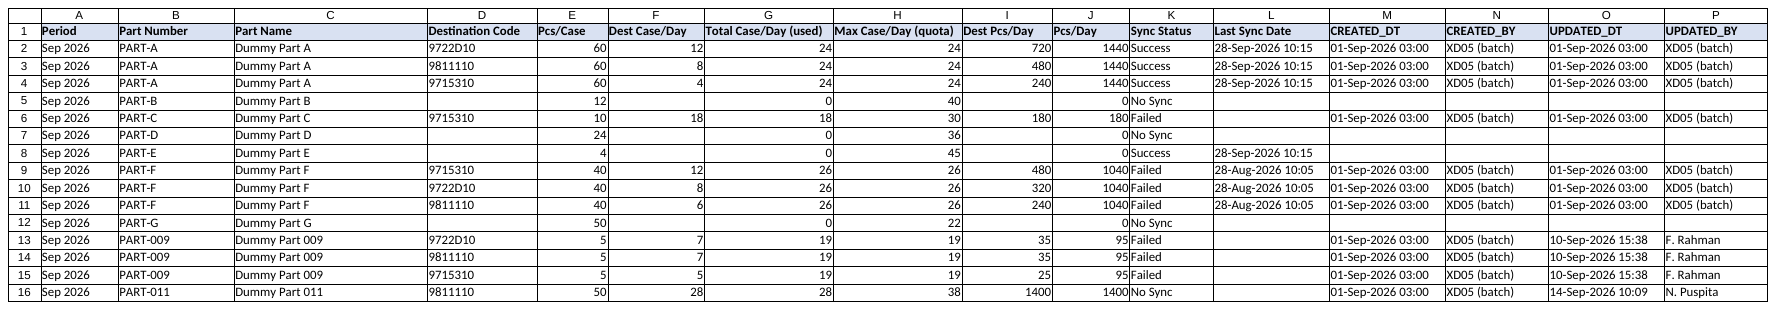 A B C D E F G H I J K L M N O P
1 Period Part Number Part Name Destination Code Pcs/Case Dest Case/Day Total Case/Day (used) Max Case/Day (quota) Dest Pcs/Day Pcs/Day Sync Status Last Sync Date CREATED_DT CREATED_BY UPDATED_DT UPDATED_BY
2 Sep 2026 PART-A Dummy Part A 9722D10 60 12 24 24 720 1440 Success 28-Sep-2026 10:15 01-Sep-2026 03:00 XD05 (batch) 01-Sep-2026 03:00 XD05 (batch)
3 Sep 2026 PART-A Dummy Part A 9811110 60 8 24 24 480 1440 Success 28-Sep-2026 10:15 01-Sep-2026 03:00 XD05 (batch) 01-Sep-2026 03:00 XD05 (batch)
4 Sep 2026 PART-A Dummy Part A 9715310 60 4 24 24 240 1440 Success 28-Sep-2026 10:15 01-Sep-2026 03:00 XD05 (batch) 01-Sep-2026 03:00 XD05 (batch)
5 Sep 2026 PART-B Dummy Part B 12 0 40 0 No Sync
6 Sep 2026 PART-C Dummy Part C 9715310 10 18 18 30 180 180 Failed 01-Sep-2026 03:00 XD05 (batch) 01-Sep-2026 03:00 XD05 (batch)
7 Sep 2026 PART-D Dummy Part D 24 0 36 0 No Sync
8 Sep 2026 PART-E Dummy Part E 4 0 45 0 Success 28-Sep-2026 10:15
9 Sep 2026 PART-F Dummy Part F 9715310 40 12 26 26 480 1040 Failed 28-Aug-2026 10:05 01-Sep-2026 03:00 XD05 (batch) 01-Sep-2026 03:00 XD05 (batch)
10 Sep 2026 PART-F Dummy Part F 9722D10 40 8 26 26 320 1040 Failed 28-Aug-2026 10:05 01-Sep-2026 03:00 XD05 (batch) 01-Sep-2026 03:00 XD05 (batch)
11 Sep 2026 PART-F Dummy Part F 9811110 40 6 26 26 240 1040 Failed 28-Aug-2026 10:05 01-Sep-2026 03:00 XD05 (batch) 01-Sep-2026 03:00 XD05 (batch)
12 Sep 2026 PART-G Dummy Part G 50 0 22 0 No Sync
13 Sep 2026 PART-009 Dummy Part 009 9722D10 5 7 19 19 35 95 Failed 01-Sep-2026 03:00 XD05 (batch) 10-Sep-2026 15:38 F. Rahman
14 Sep 2026 PART-009 Dummy Part 009 9811110 5 7 19 19 35 95 Failed 01-Sep-2026 03:00 XD05 (batch) 10-Sep-2026 15:38 F. Rahman
15 Sep 2026 PART-009 Dummy Part 009 9715310 5 5 19 19 25 95 Failed 01-Sep-2026 03:00 XD05 (batch) 10-Sep-2026 15:38 F. Rahman
16 Sep 2026 PART-011 Dummy Part 011 9811110 50 28 28 38 1400 1400 No Sync 01-Sep-2026 03:00 XD05 (batch) 14-Sep-2026 10:09 N. Puspita